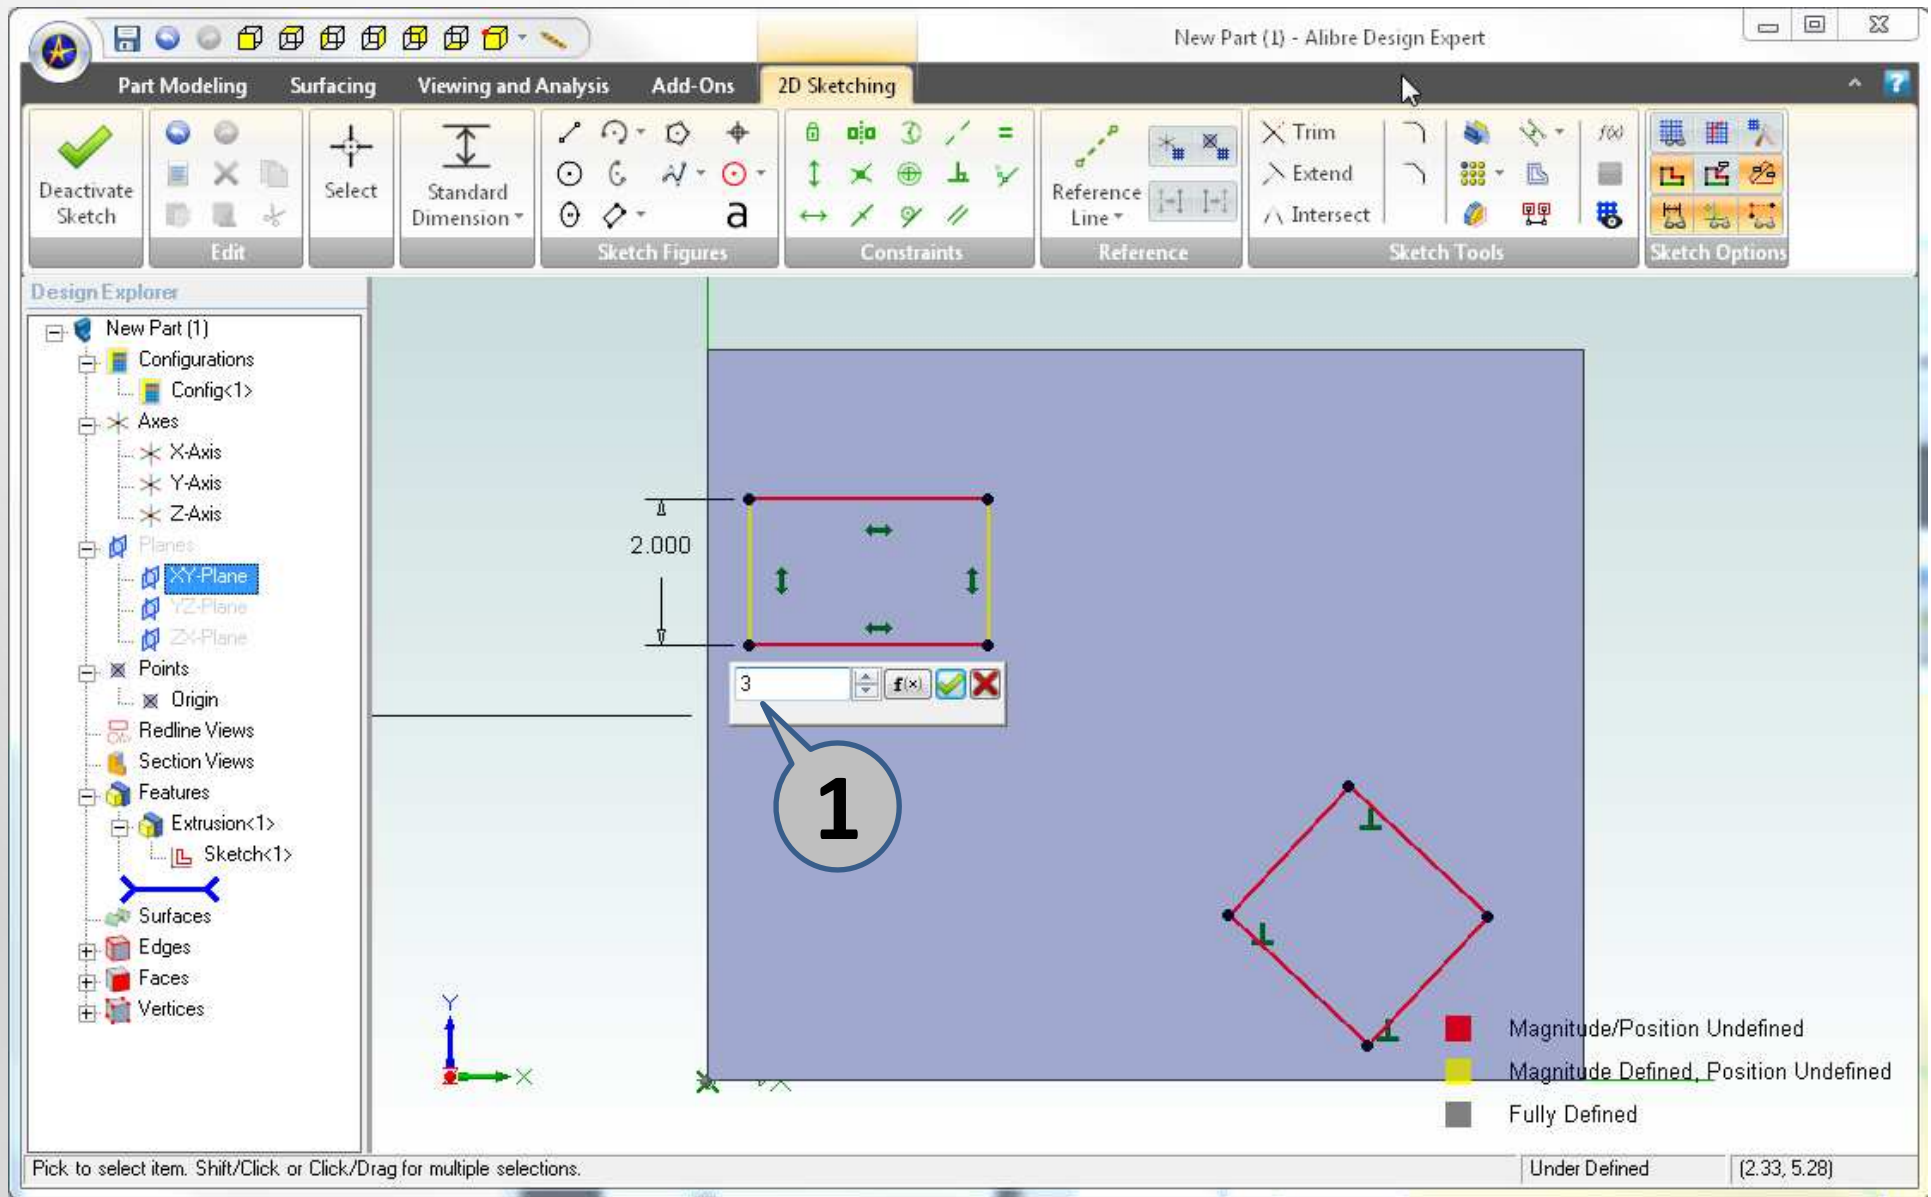 New Part (1) - Alibre Design Expert
Part Modeling Surfacing Viewing and Analysis Add-Ons 2D Sketching
Deactivate Sketch
Edit
Select
Standard Dimension
a
Sketch Figures
Constraints
Reference Line
Reference
Trim
Extend
Intersect
f(x)
Sketch Tools
Sketch Options
Design Explorer
New Part (1)
Configurations
Config<1>
Axes
X-Axis
Y-Axis
Z-Axis
Planes
XY-Plane
YZ-Plane
ZX-Plane
Points
Origin
Redline Views
Section Views
Features
Extrusion<1>
Sketch<1>
Surfaces
Edges
Faces
Vertices
2.000
3
f(x)
1
Y
X
Magnitude/Position Undefined
Magnitude Defined, Position Undefined
Fully Defined
Pick to select item. Shift/Click or Click/Drag for multiple selections.
Under Defined
(2.33, 5.28)